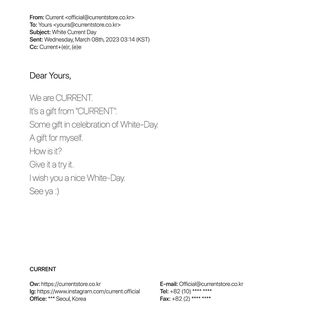 From: Current <official@currentstore.co.kr>
To: Yours <yours@currentstore.co.kr>
Subject: White Current Day
Sent: Wednesday, March 08th, 2023 03:14 (KST)
Cc: Current+(e)r, (e)e
Dear Yours,
We are CURRENT.
It's a gift from "CURRENT".
Some gift in celebration of White-Day.
A gift for myself.
How is it?
Give it a try it.
I wish you a nice White-Day.
See ya :)
CURRENT
Ow: https://currentstore.co.kr
Ig: https://www.instagram.com/current.official
Office: *** Seoul, Korea
E-mail: Official@currentstore.co.kr
Tel: +82 (10) **** ****
Fax: +82 (2) **** ****